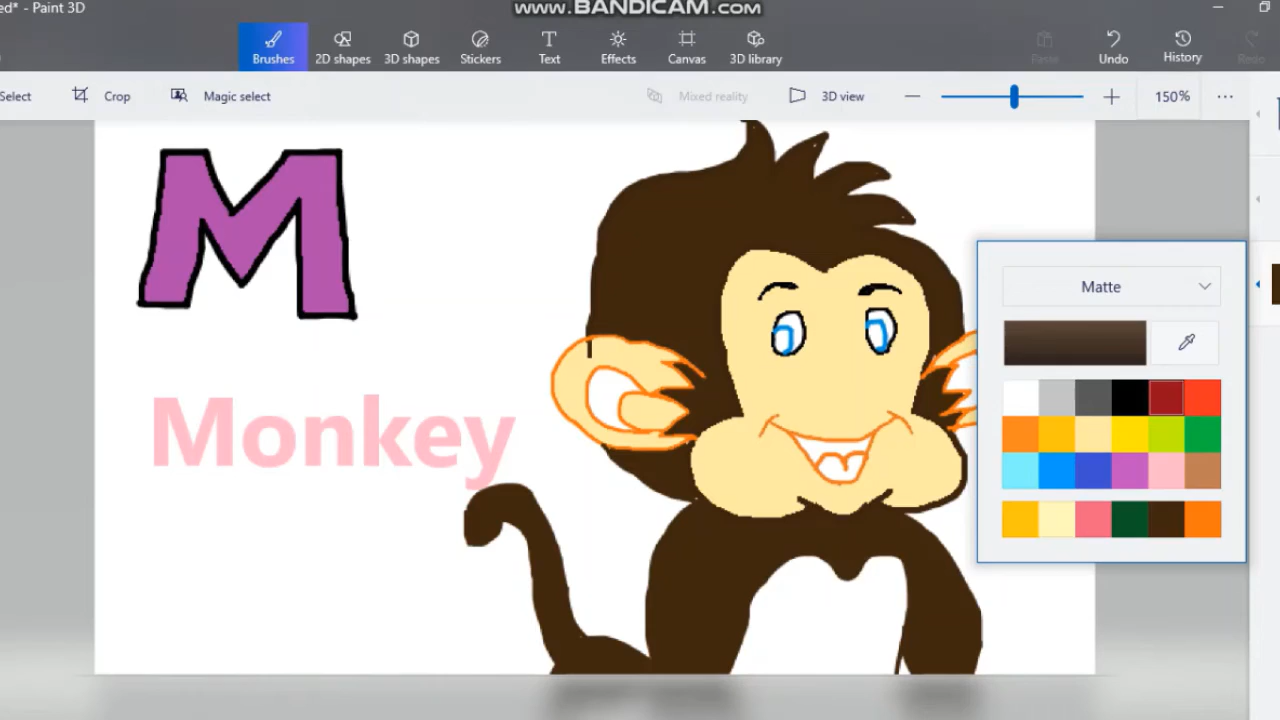 ed* - Paint 3D
www.BANDICAM.com
Brushes
2D shapes
3D shapes
Stickers
Text
Effects
Canvas
3D library
Paste
Undo
History
Redo
Select
Crop
Magic select
Mixed reality
3D view
150%
M
Matte
Monkey